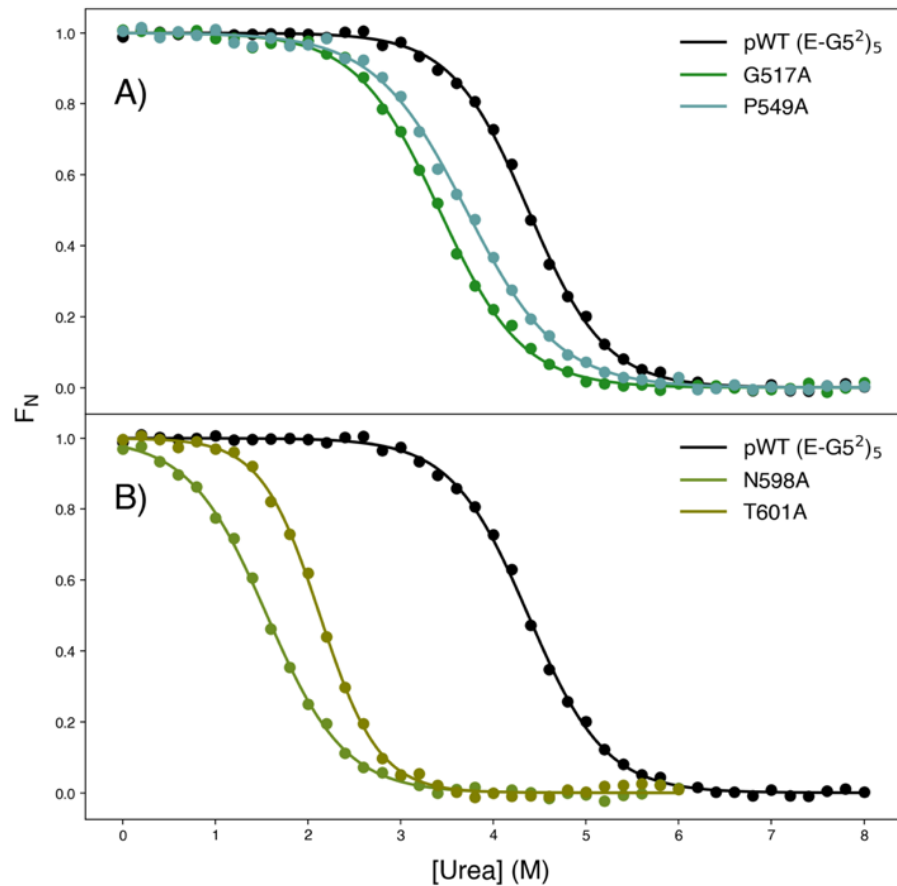 A)
pWT (E-G5²)₅
G517A
P549A
1.0
0.8
0.6
0.4
0.2
0.0
F_N
B)
pWT (E-G5²)₅
N598A
T601A
1.0
0.8
0.6
0.4
0.2
0.0
0 1 2 3 4 5 6 7 8
[Urea] (M)